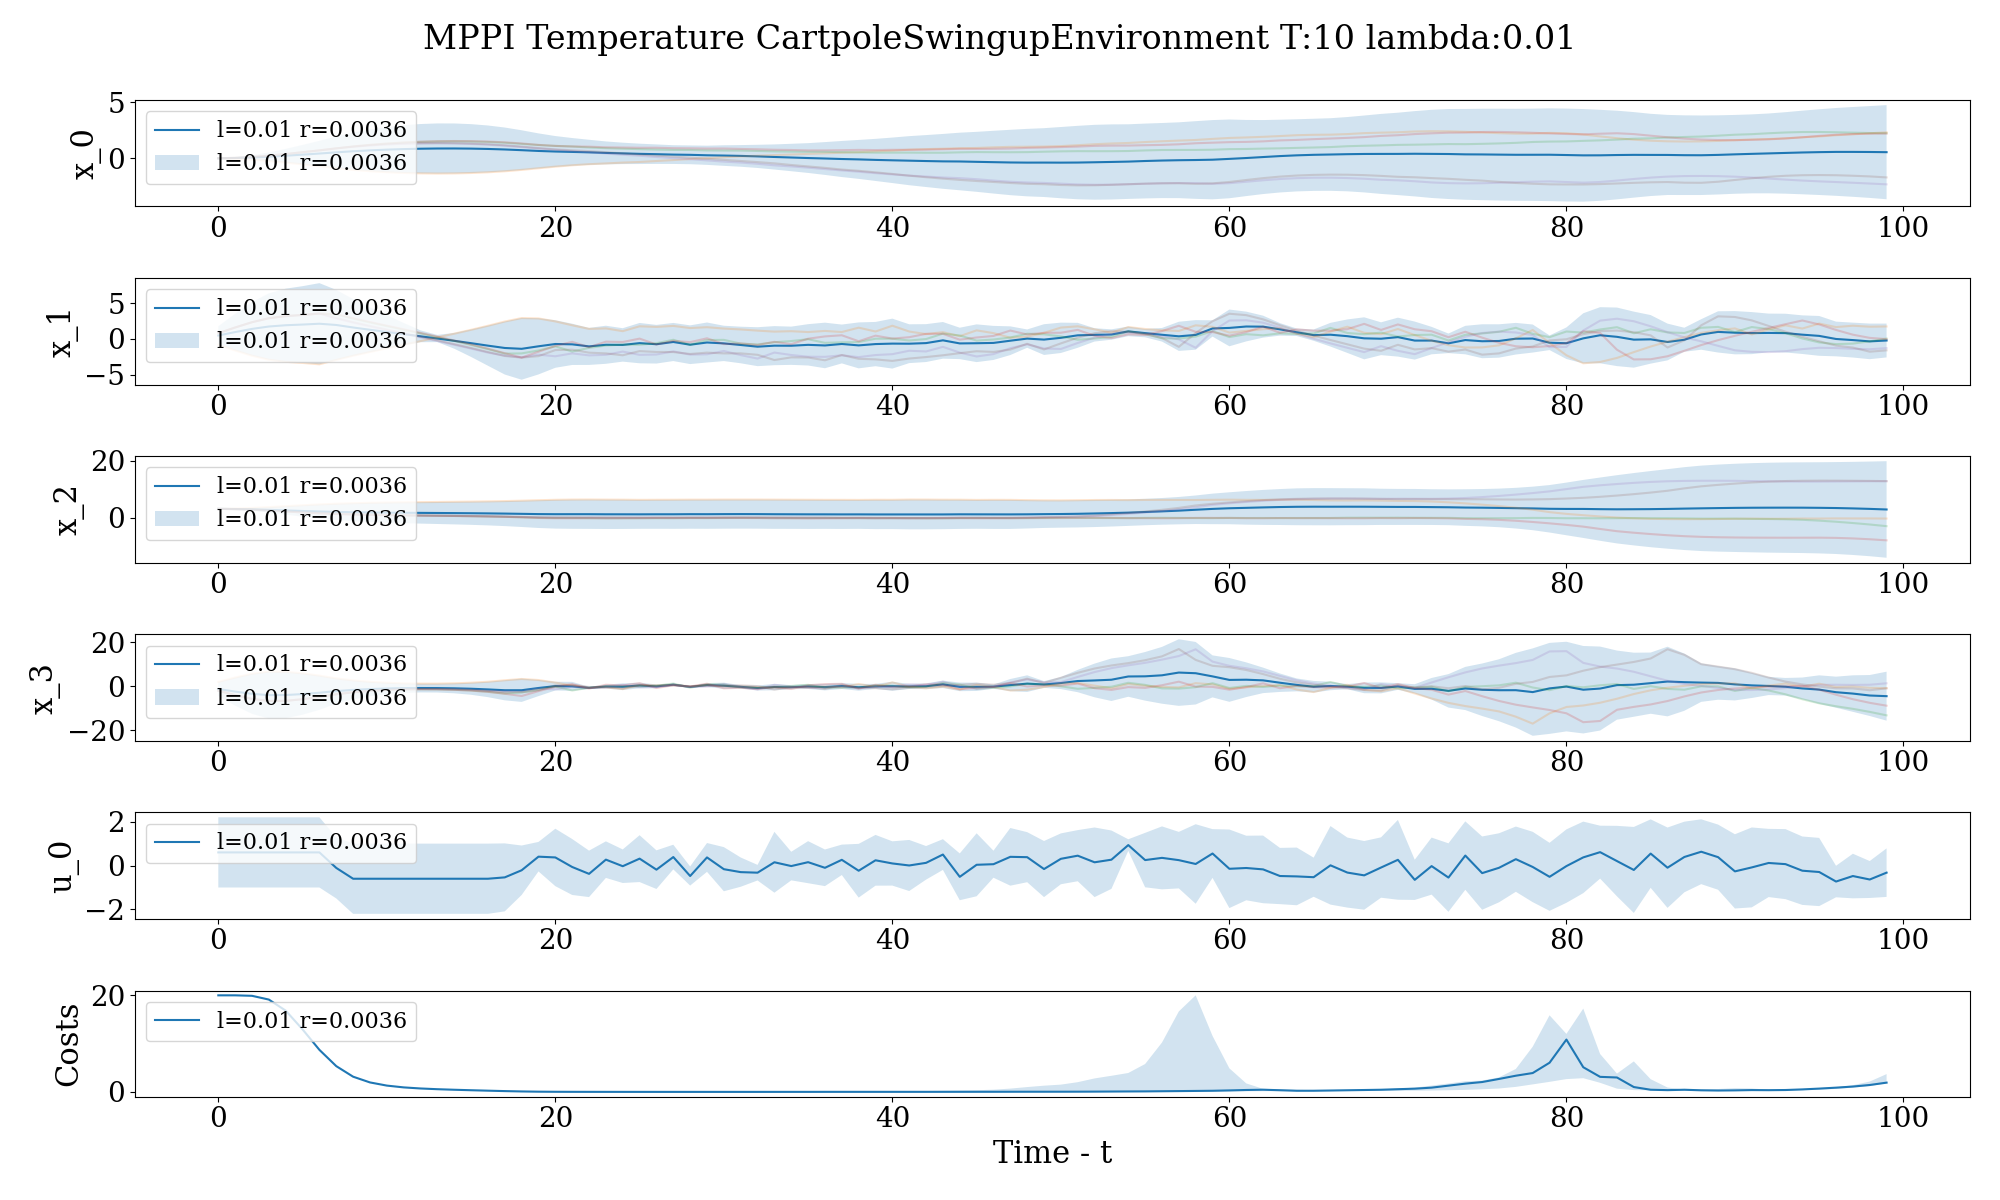 MPPI Temperature CartpoleSwingupEnvironment T:10 lambda:0.01
x_0
5
0
l=0.01 r=0.0036
l=0.01 r=0.0036
0 20 40 60 80 100
x_1
5
0
−5
l=0.01 r=0.0036
l=0.01 r=0.0036
0 20 40 60 80 100
x_2
20
0
l=0.01 r=0.0036
l=0.01 r=0.0036
0 20 40 60 80 100
x_3
20
0
−20
l=0.01 r=0.0036
l=0.01 r=0.0036
0 20 40 60 80 100
u_0
2
0
−2
l=0.01 r=0.0036
0 20 40 60 80 100
Costs
20
0
l=0.01 r=0.0036
0 20 40 60 80 100
Time - t